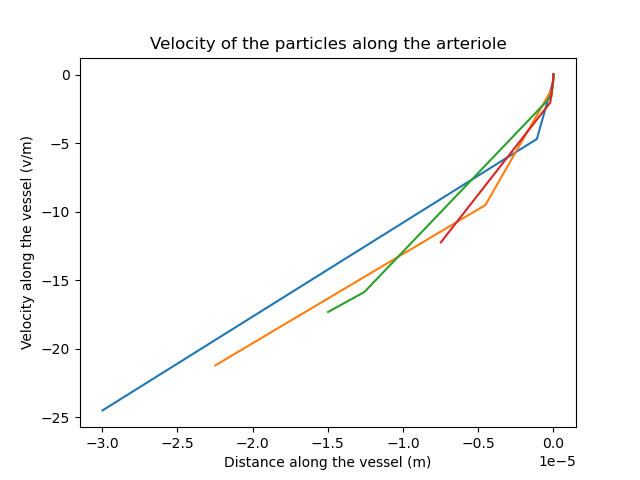 Velocity of the particles along the arteriole
Velocity along the vessel (v/m)
0
−5
−10
−15
−20
−25
−3.0 −2.5 −2.0 −1.5 −1.0 −0.5 0.0
1e−5
Distance along the vessel (m)